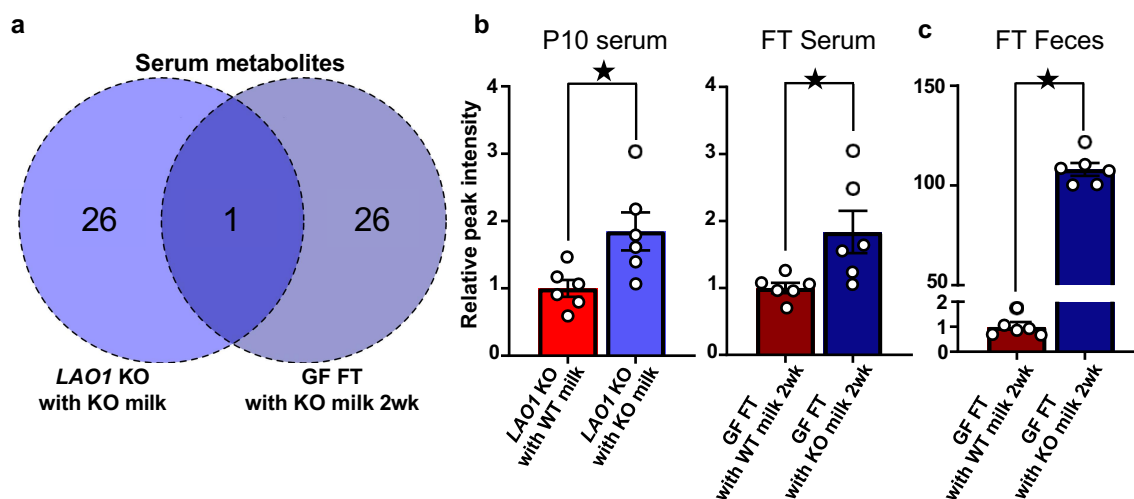 a
Serum metabolites
26
1
26
LAO1 KO
with KO milk
GF FT
with KO milk 2wk
b
P10 serum
Relative peak intensity
4
3
2
1
0
LAO1 KO
with WT milk
LAO1 KO
with KO milk
FT Serum
4
3
2
1
0
GF FT
with WT milk 2wk
GF FT
with KO milk 2wk
c
FT Feces
150
100
50
2
1
0
GF FT
with WT milk 2wk
GF FT
with KO milk 2wk